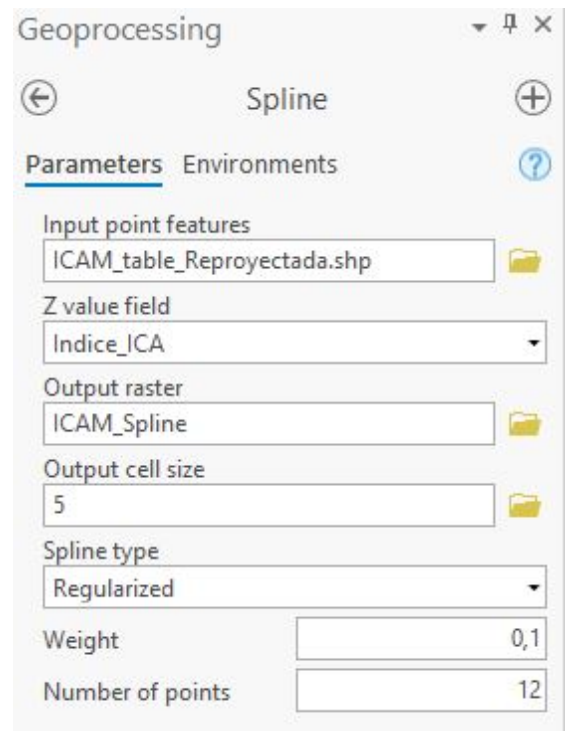 Geoprocessing
Spline
Parameters Environments
Input point features
ICAM_table_Reproyectada.shp
Z value field
Indice_ICA
Output raster
ICAM_Spline
Output cell size
5
Spline type
Regularized
Weight 0,1
Number of points 12